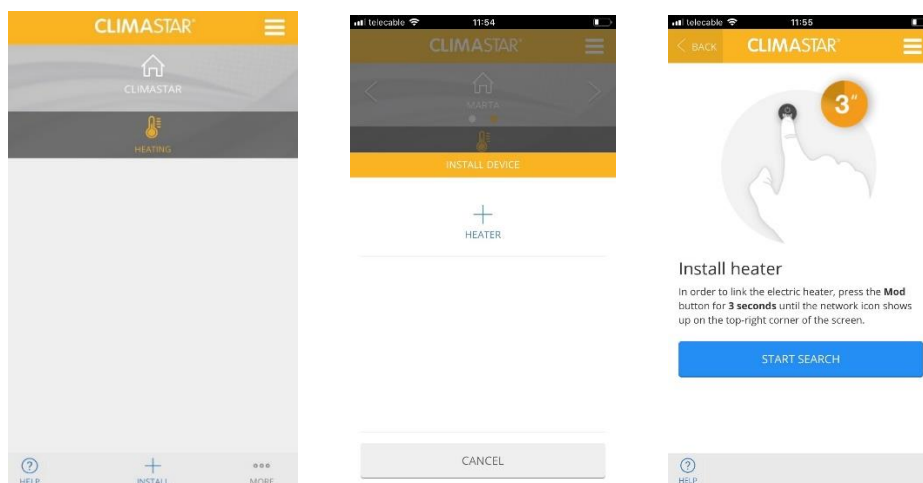 CLIMASTAR®
CLIMASTAR
HEATING
HELP
INSTALL
MORE
telecable
11:54
CLIMASTAR®
MARTA
INSTALL DEVICE
HEATER
CANCEL
telecable
11:55
BACK
CLIMASTAR®
3"
Install heater
In order to link the electric heater, press the Mod
button for 3 seconds until the network icon shows
up on the top-right corner of the screen.
START SEARCH
HELP